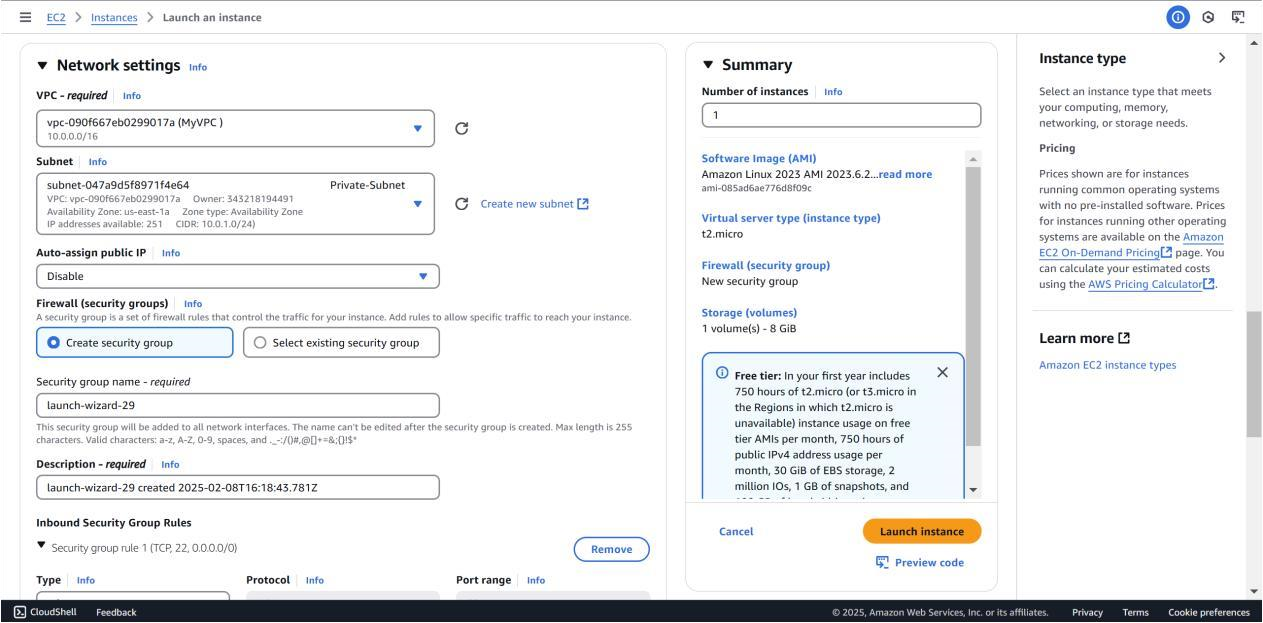 EC2 > Instances > Launch an instance
Network settings Info
VPC - required Info
vpc-090f667eb0299017a (MyVPC )
10.0.0.0/16
Subnet Info
subnet-047a9d5f8971f4e64 Private-Subnet
VPC: vpc-090f667eb0299017a Owner: 343218194491
Availability Zone: us-east-1a Zone type: Availability Zone
IP addresses available: 251 CIDR: 10.0.1.0/24)
Create new subnet
Auto-assign public IP Info
Disable
Firewall (security groups) Info
A security group is a set of firewall rules that control the traffic for your instance. Add rules to allow specific traffic to reach your instance.
Create security group
Select existing security group
Security group name - required
launch-wizard-29
This security group will be added to all network interfaces. The name can't be edited after the security group is created. Max length is 255
characters. Valid characters: a-z, A-Z, 0-9, spaces, and ._-:/()#,@[]+=&;{}!$*
Description - required Info
launch-wizard-29 created 2025-02-08T16:18:43.781Z
Inbound Security Group Rules
Security group rule 1 (TCP, 22, 0.0.0.0/0)
Remove
Type Info
Protocol Info
Port range Info
Summary
Number of instances Info
1
Software Image (AMI)
Amazon Linux 2023 AMI 2023.6.2...read more
ami-085ad6ae776d8f09c
Virtual server type (instance type)
t2.micro
Firewall (security group)
New security group
Storage (volumes)
1 volume(s) - 8 GiB
Free tier: In your first year includes
750 hours of t2.micro (or t3.micro in
the Regions in which t2.micro is
unavailable) instance usage on free
tier AMIs per month, 750 hours of
public IPv4 address usage per
month, 30 GiB of EBS storage, 2
million IOs, 1 GB of snapshots, and
Cancel
Launch instance
Preview code
Instance type
Select an instance type that meets
your computing, memory,
networking, or storage needs.
Pricing
Prices shown are for instances
running common operating systems
with no pre-installed software. Prices
for instances running other operating
systems are available on the Amazon
EC2 On-Demand Pricing page. You
can calculate your estimated costs
using the AWS Pricing Calculator.
Learn more
Amazon EC2 instance types
CloudShell Feedback
© 2025, Amazon Web Services, Inc. or its affiliates. Privacy Terms Cookie preferences